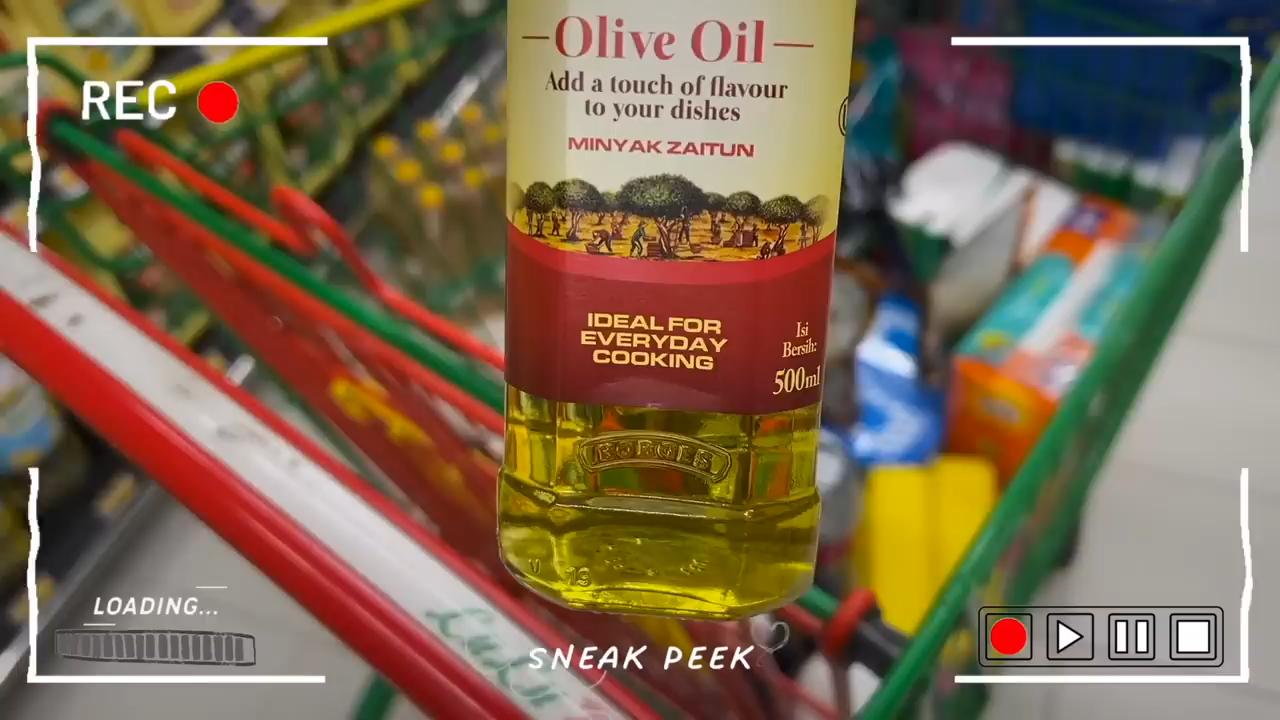 Olive Oil
Add a touch of flavour
to your dishes
MINYAK ZAITUN
REC
IDEAL FOR
EVERYDAY
COOKING
Isi
Bersih:
500ml
BORGES
19
LOADING...
SNEAK PEEK